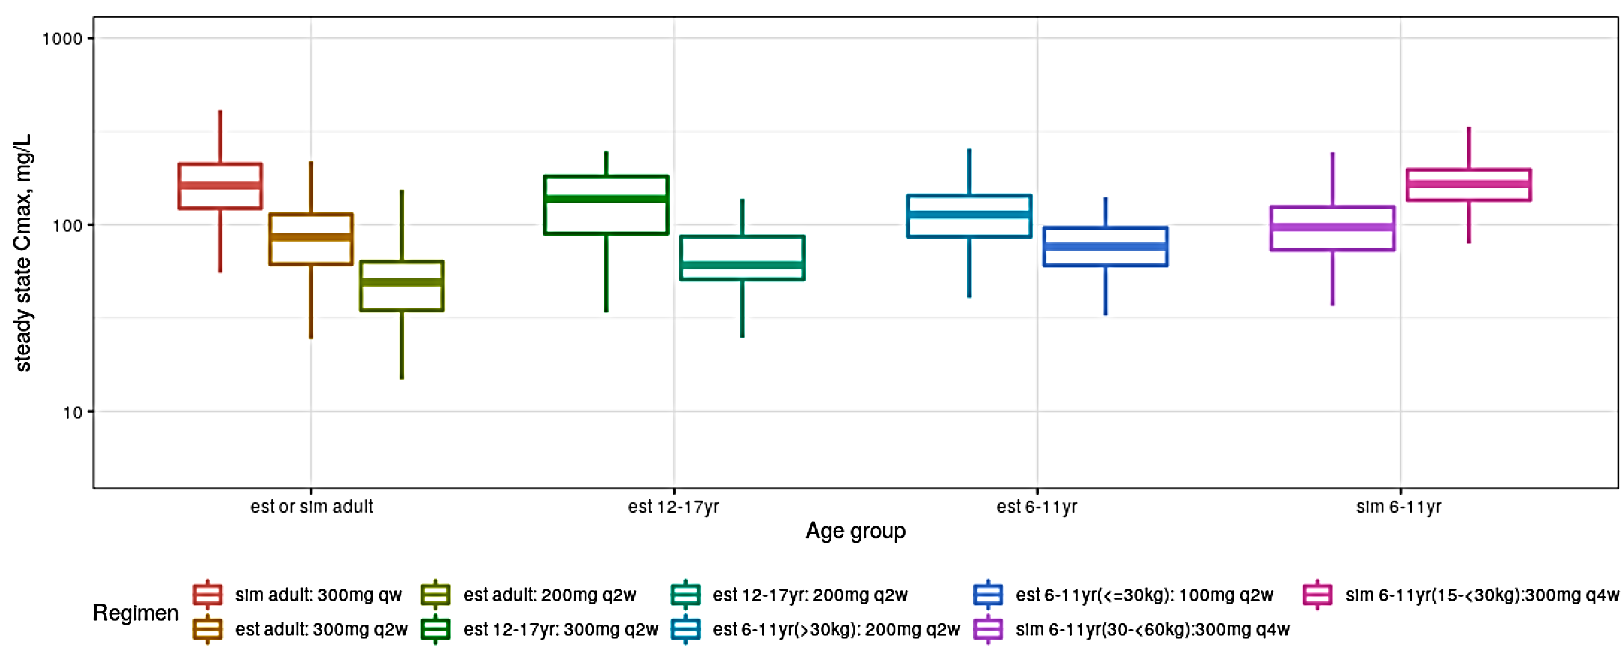 steady state Cmax, mg/L
1000
100
10
est or sim adult
est 12-17yr
est 6-11yr
sim 6-11yr
Age group
Regimen
sim adult: 300mg qw
est adult: 200mg q2w
est 12-17yr: 200mg q2w
est 6-11yr(<=30kg): 100mg q2w
sim 6-11yr(15-<30kg):300mg q4w
est adult: 300mg q2w
est 12-17yr: 300mg q2w
est 6-11yr(>30kg): 200mg q2w
sim 6-11yr(30-<60kg):300mg q4w